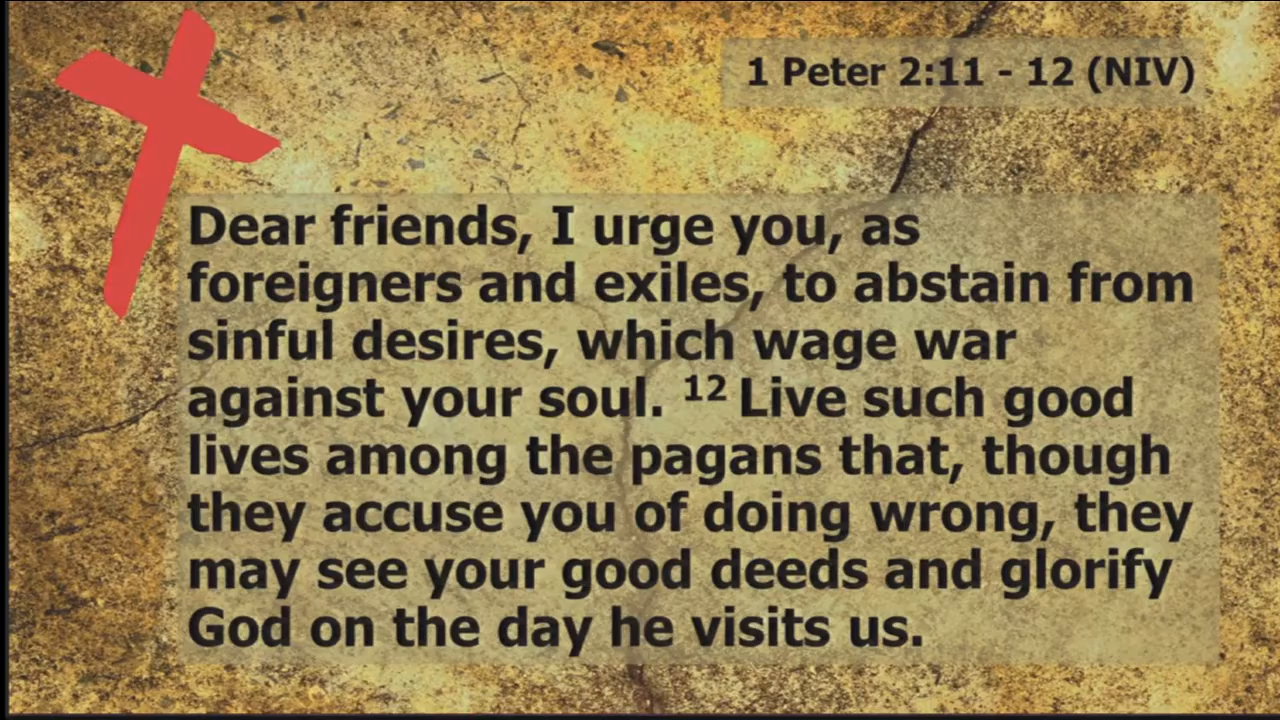 1 Peter 2:11 - 12 (NIV)
Dear friends, I urge you, as
foreigners and exiles, to abstain from
sinful desires, which wage war
against your soul. 12 Live such good
lives among the pagans that, though
they accuse you of doing wrong, they
may see your good deeds and glorify
God on the day he visits us.